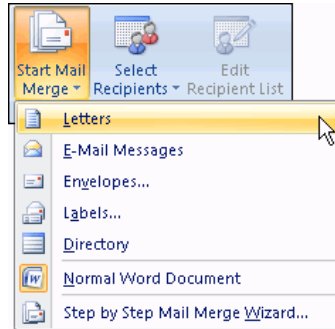 Start Mail Select Edit
Merge Recipients Recipient List
Letters
E-Mail Messages
Envelopes...
Labels...
Directory
Normal Word Document
Step by Step Mail Merge Wizard...